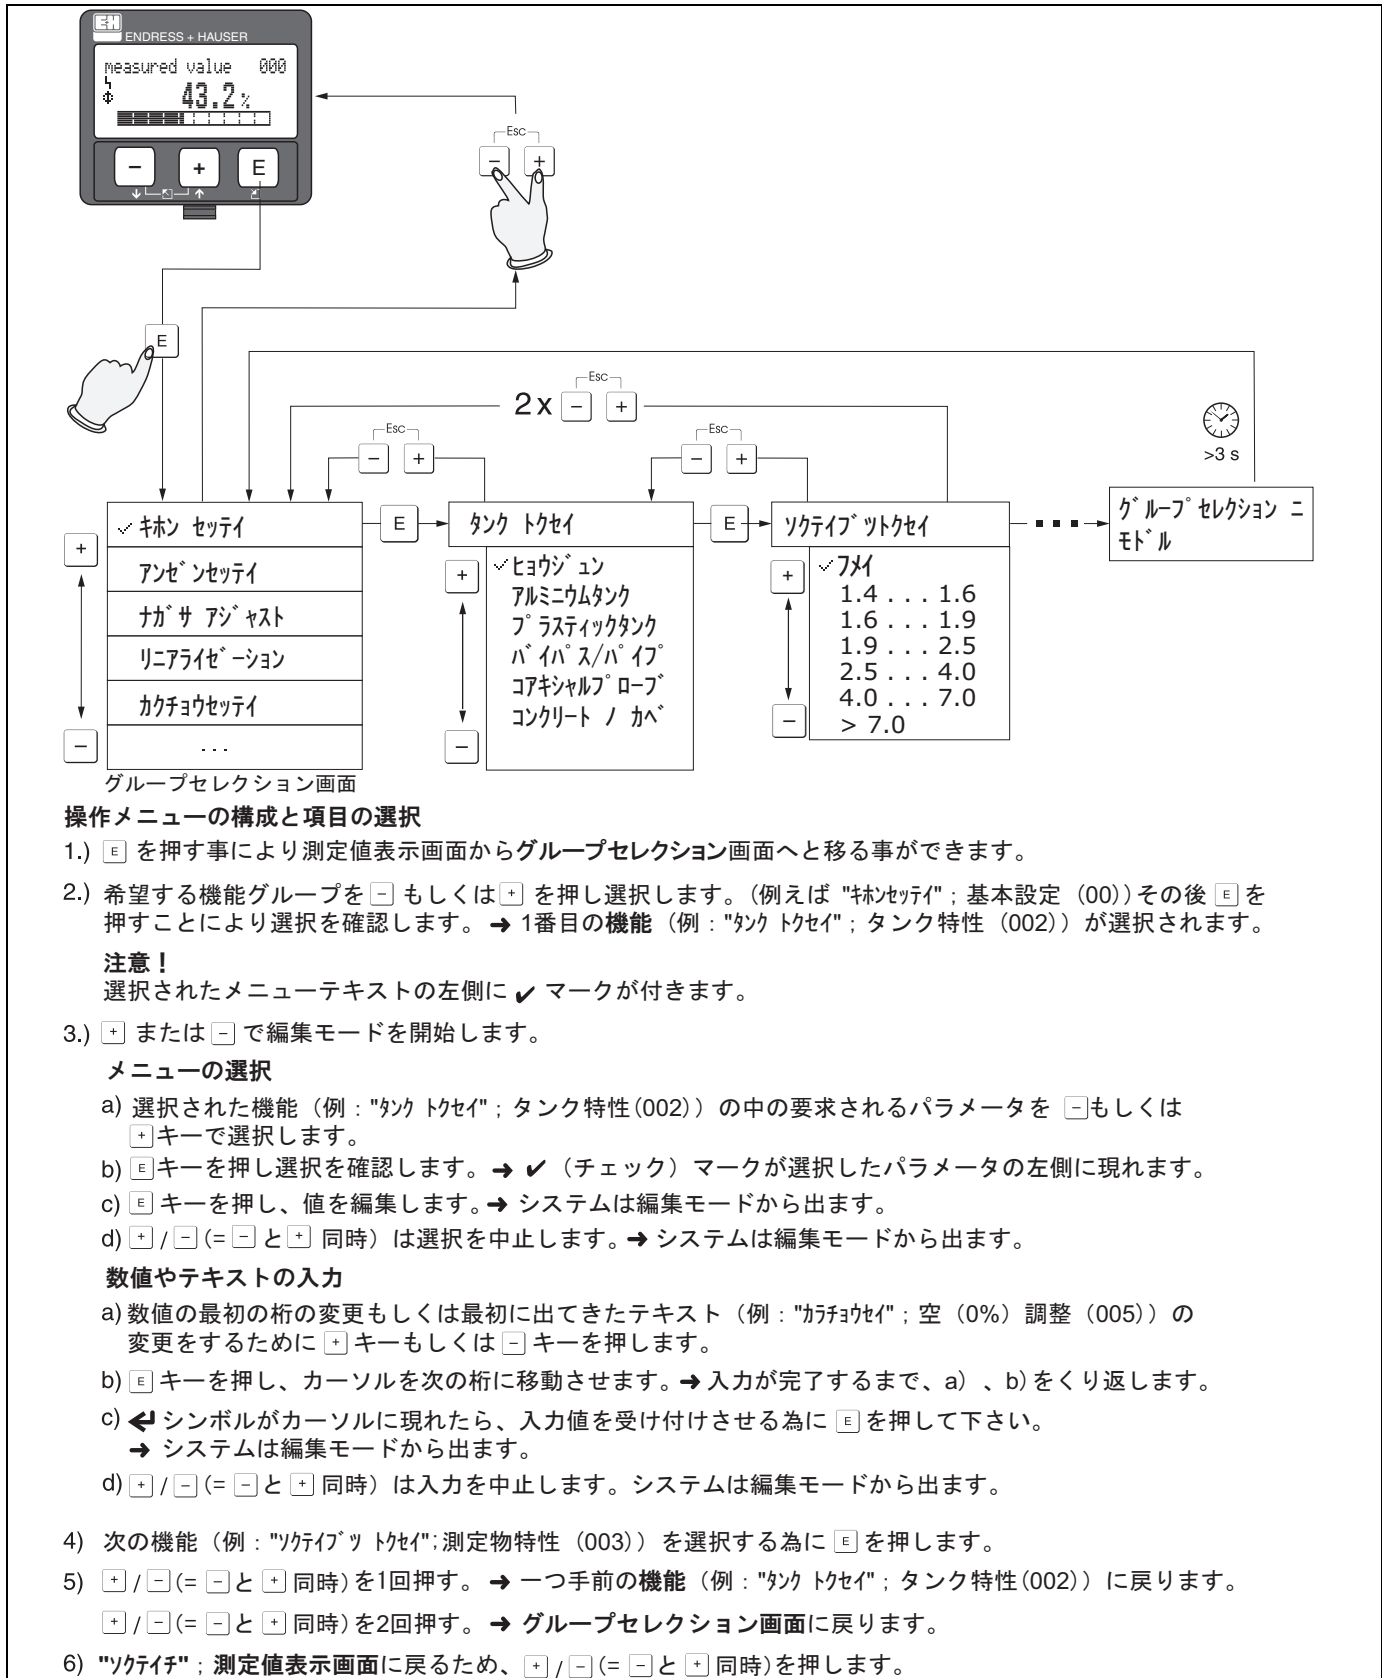 E+H
ENDRESS + HAUSER
measured value 000
43.2 %
− + E
Esc
− +
E
Esc
2 x − +
Esc
− +
Esc
− +
>3 s
✓ キホン セッテイ
アンゼンセッテイ
ナガサ アジャスト
リニアライゼーション
カクチョウセッテイ
. . .
+
−
グループセレクション画面
E
タンク トクセイ
✓ヒョウジュン
アルミニウムタンク
プラスティックタンク
バイパス/パイプ
コアキシャルプローブ
コンクリート ノ カベ
+
−
E
ソクテイブツトクセイ
✓フメイ
1.4 . . . 1.6
1.6 . . . 1.9
1.9 . . . 2.5
2.5 . . . 4.0
4.0 . . . 7.0
> 7.0
+
−
グループセレクション ニ
モドル
操作メニューの構成と項目の選択
1.) E を押す事により測定値表示画面からグループセレクション画面へと移る事ができます。
2.) 希望する機能グループを − もしくは + を押し選択します。(例えば "キホンセッテイ" ; 基本設定 (00)) その後 E を
押すことにより選択を確認します。 ➜ 1番目の機能（例 : "タンク トクセイ" ; タンク特性 (002)）が選択されます。
注意！
選択されたメニューテキストの左側に ✔ マークが付きます。
3.) + または − で編集モードを開始します。
メニューの選択
a) 選択された機能（例 : "タンク トクセイ" ; タンク特性(002)）の中の要求されるパラメータを −もしくは
+キーで選択します。
b) Eキーを押し選択を確認します。➜ ✔（チェック）マークが選択したパラメータの左側に現れます。
c) E キーを押し、値を編集します。➜ システムは編集モードから出ます。
d) + / − (= − と + 同時）は選択を中止します。➜ システムは編集モードから出ます。
数値やテキストの入力
a) 数値の最初の桁の変更もしくは最初に出てきたテキスト（例 : "カラチョウセイ" ; 空（0%）調整（005)）の
変更をするために + キーもしくは − キーを押します。
b) E キーを押し、カーソルを次の桁に移動させます。➜ 入力が完了するまで、a）、b) をくり返します。
c) ↵ シンボルがカーソルに現れたら、入力値を受け付けさせる為に E を押して下さい。
➜ システムは編集モードから出ます。
d) + / − (= − と + 同時）は入力を中止します。システムは編集モードから出ます。
4) 次の機能（例 : "ソクテイブツ トクセイ";測定物特性（003)）を選択する為に E を押します。
5) + / − (= − と + 同時) を1回押す。 ➜ 一つ手前の機能（例 : "タンク トクセイ" ; タンク特性(002)）に戻ります。
+ / − (= − と + 同時) を2回押す。 ➜ グループセレクション画面に戻ります。
6) "ソクテイチ" ; 測定値表示画面に戻るため、 + / − (= − と + 同時)を押します。